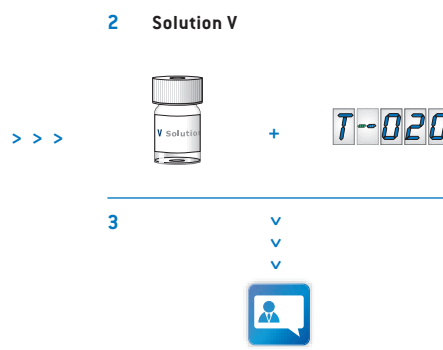 2 Solution V
V Solution
> > > + T-020
3 v
v
v